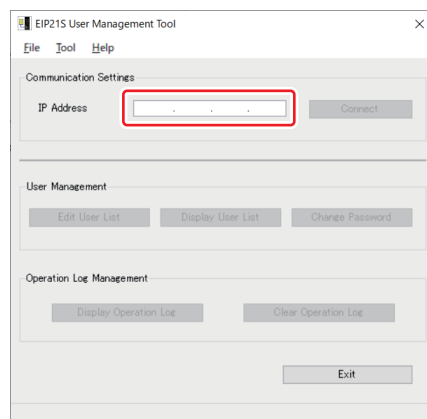 EIP21S User Management Tool
File Tool Help
Communication Settings
IP Address . . . Connect
User Management
Edit User List Display User List Change Password
Operation Log Management
Display Operation Log Clear Operation Log
Exit